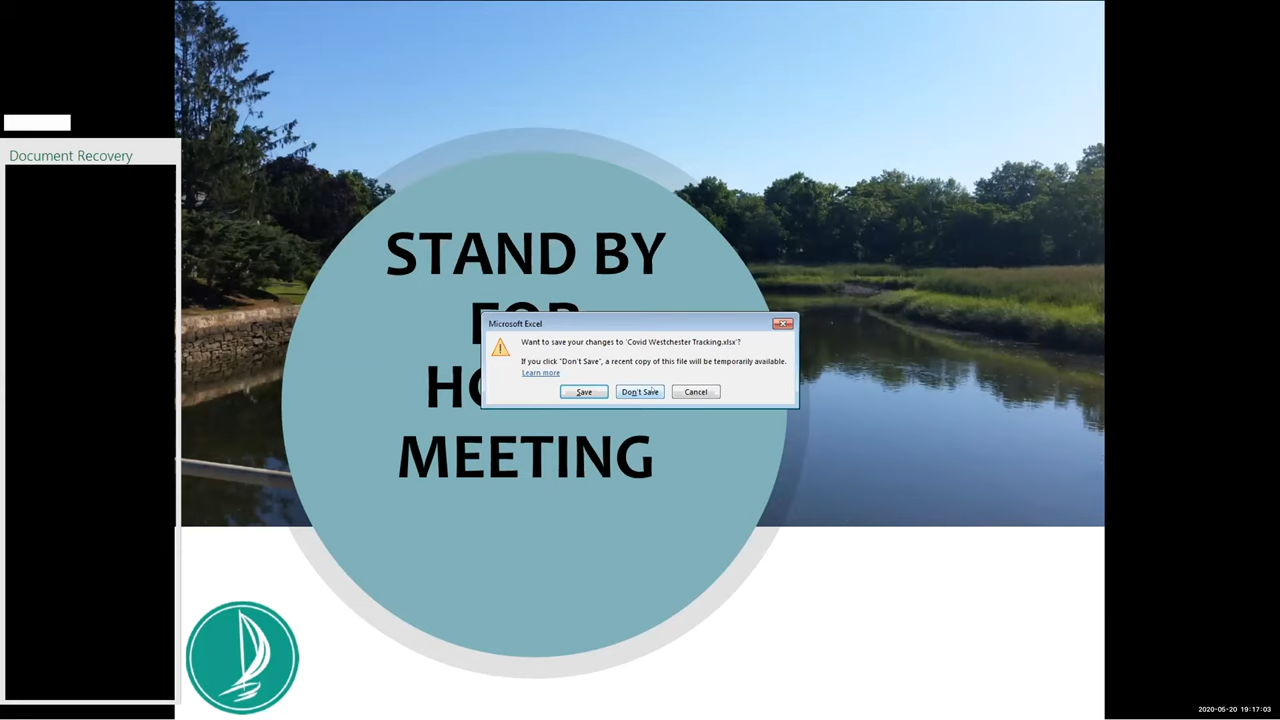 Document Recovery
STAND BY
MEETING
Microsoft Excel
Want to save your changes to 'Covid Westchester Tracking.xlsx'?
If you click "Don't Save", a recent copy of this file will be temporarily available.
Learn more
Save
Don't Save
Cancel
2020-05-20 19:17:03